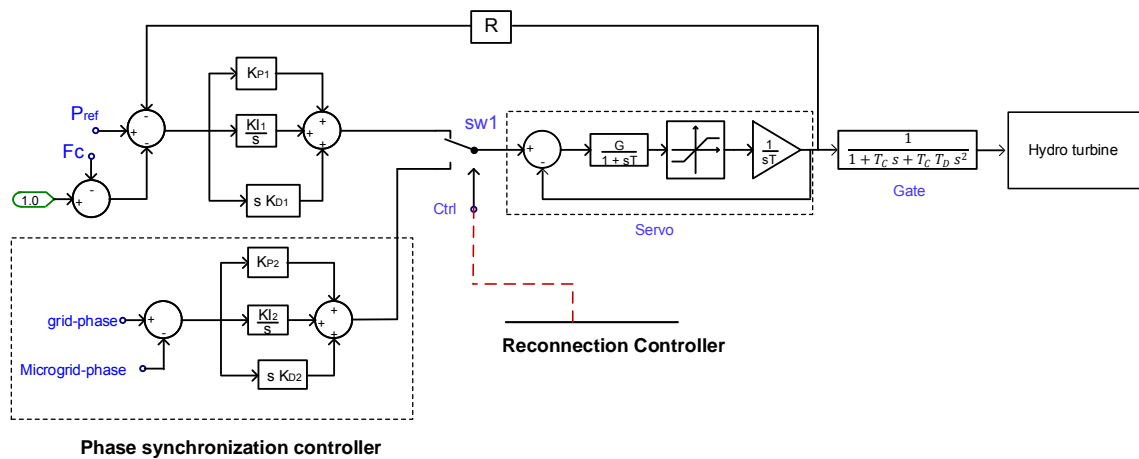 R
KP1
Pref
Fc
KI1
s
s KD1
1.0
+
-
-
+
-
-
+
+
+
sw1
Ctrl
+
-
G
1 + sT
1
sT
Servo
1
1 + TC s + TC TD s²
Gate
Hydro turbine
KP2
grid-phase
+
-
KI2
s
+
+
+
Microgrid-phase
s KD2
Reconnection Controller
Phase synchronization controller